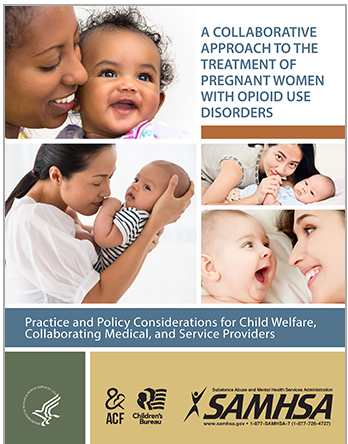 A COLLABORATIVE
APPROACH TO THE
TREATMENT OF
PREGNANT WOMEN
WITH OPIOID USE
DISORDERS
Practice and Policy Considerations for Child Welfare,
Collaborating Medical, and Service Providers
ACF
Children's
Bureau
Substance Abuse and Mental Health Services Administration
SAMHSA
www.samhsa.gov • 1-877-SAMHSA-7 (1-877-726-4727)